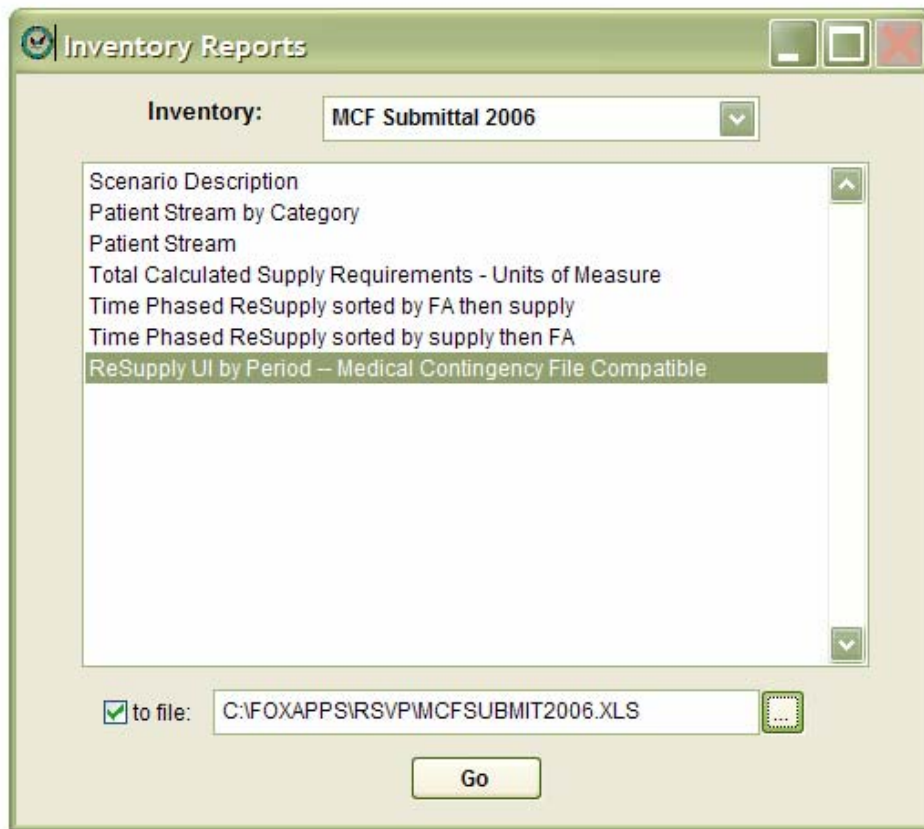 Inventory Reports
Inventory: MCF Submittal 2006
Scenario Description
Patient Stream by Category
Patient Stream
Total Calculated Supply Requirements - Units of Measure
Time Phased ReSupply sorted by FA then supply
Time Phased ReSupply sorted by supply then FA
ReSupply UI by Period -- Medical Contingency File Compatible
to file: C:\FOXAPPS\RSVP\MCFSUBMIT2006.XLS ...
Go